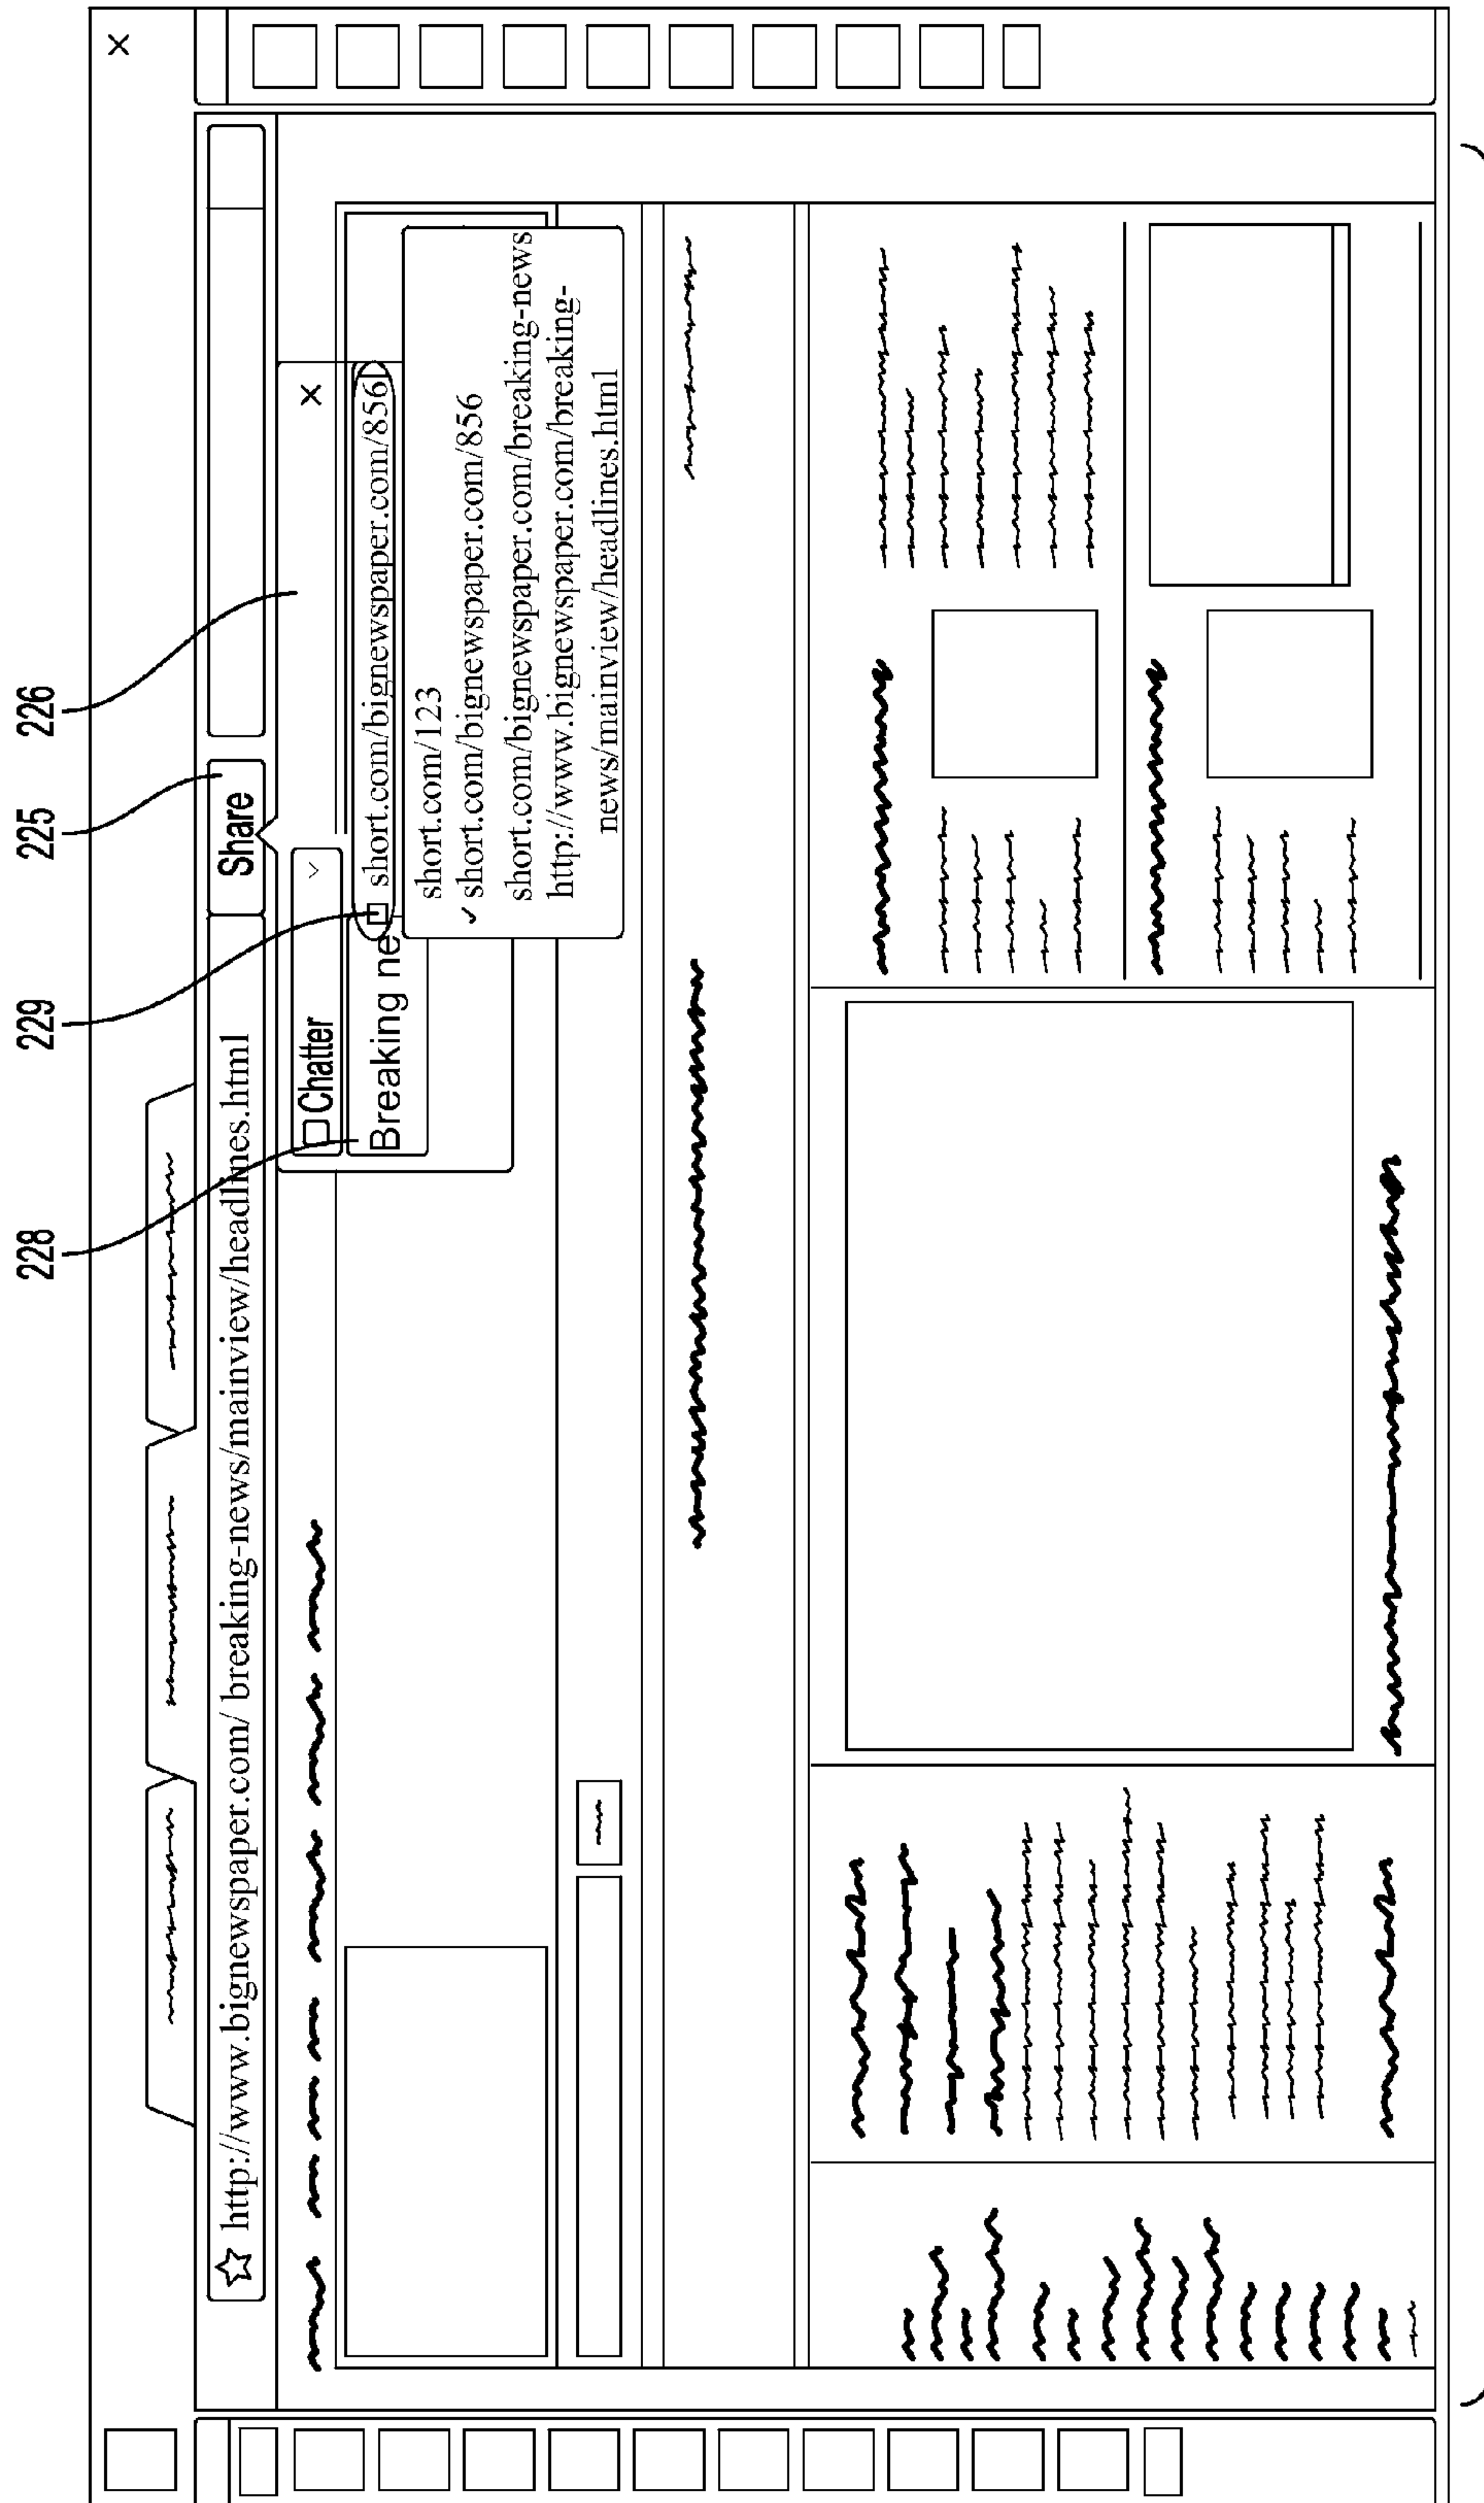 228
229
225
226
http://www.bignewspaper.com/ breaking-news/mainview/headlines.html
Share
Chatter
Breaking ne
short.com/bignewspaper.com/856
short.com/123
✓ short.com/bignewspaper.com/856
short.com/bignewspaper.com/breaking-news
http://www.bignewspaper.com/breaking-
news/mainview/headlines.html